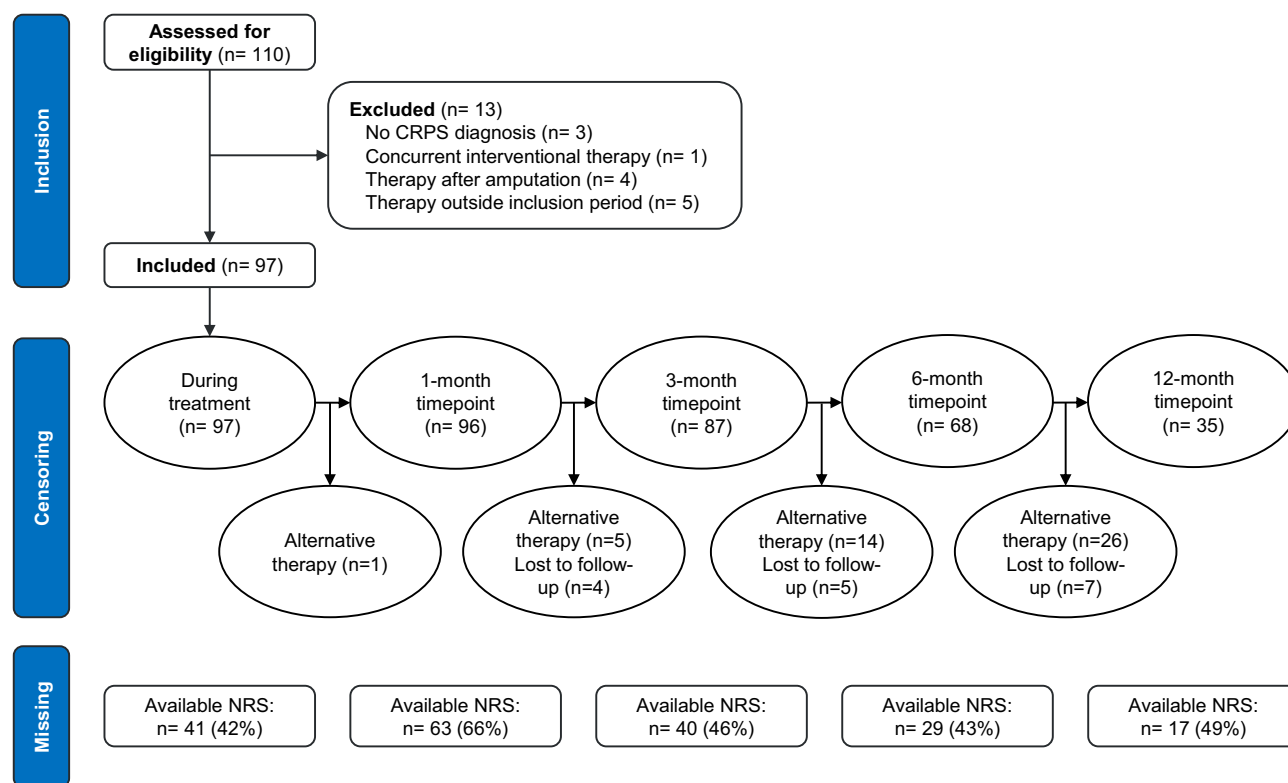 Inclusion
Assessed for
eligibility (n= 110)
Excluded (n= 13)
No CRPS diagnosis (n= 3)
Concurrent interventional therapy (n= 1)
Therapy after amputation (n= 4)
Therapy outside inclusion period (n= 5)
Included (n= 97)
Censoring
During
treatment
(n= 97)
1-month
timepoint
(n= 96)
3-month
timepoint
(n= 87)
6-month
timepoint
(n= 68)
12-month
timepoint
(n= 35)
Alternative
therapy (n=1)
Alternative
therapy (n=5)
Lost to follow-
up (n=4)
Alternative
therapy (n=14)
Lost to follow-
up (n=5)
Alternative
therapy (n=26)
Lost to follow-
up (n=7)
Missing
Available NRS:
n= 41 (42%)
Available NRS:
n= 63 (66%)
Available NRS:
n= 40 (46%)
Available NRS:
n= 29 (43%)
Available NRS:
n= 17 (49%)